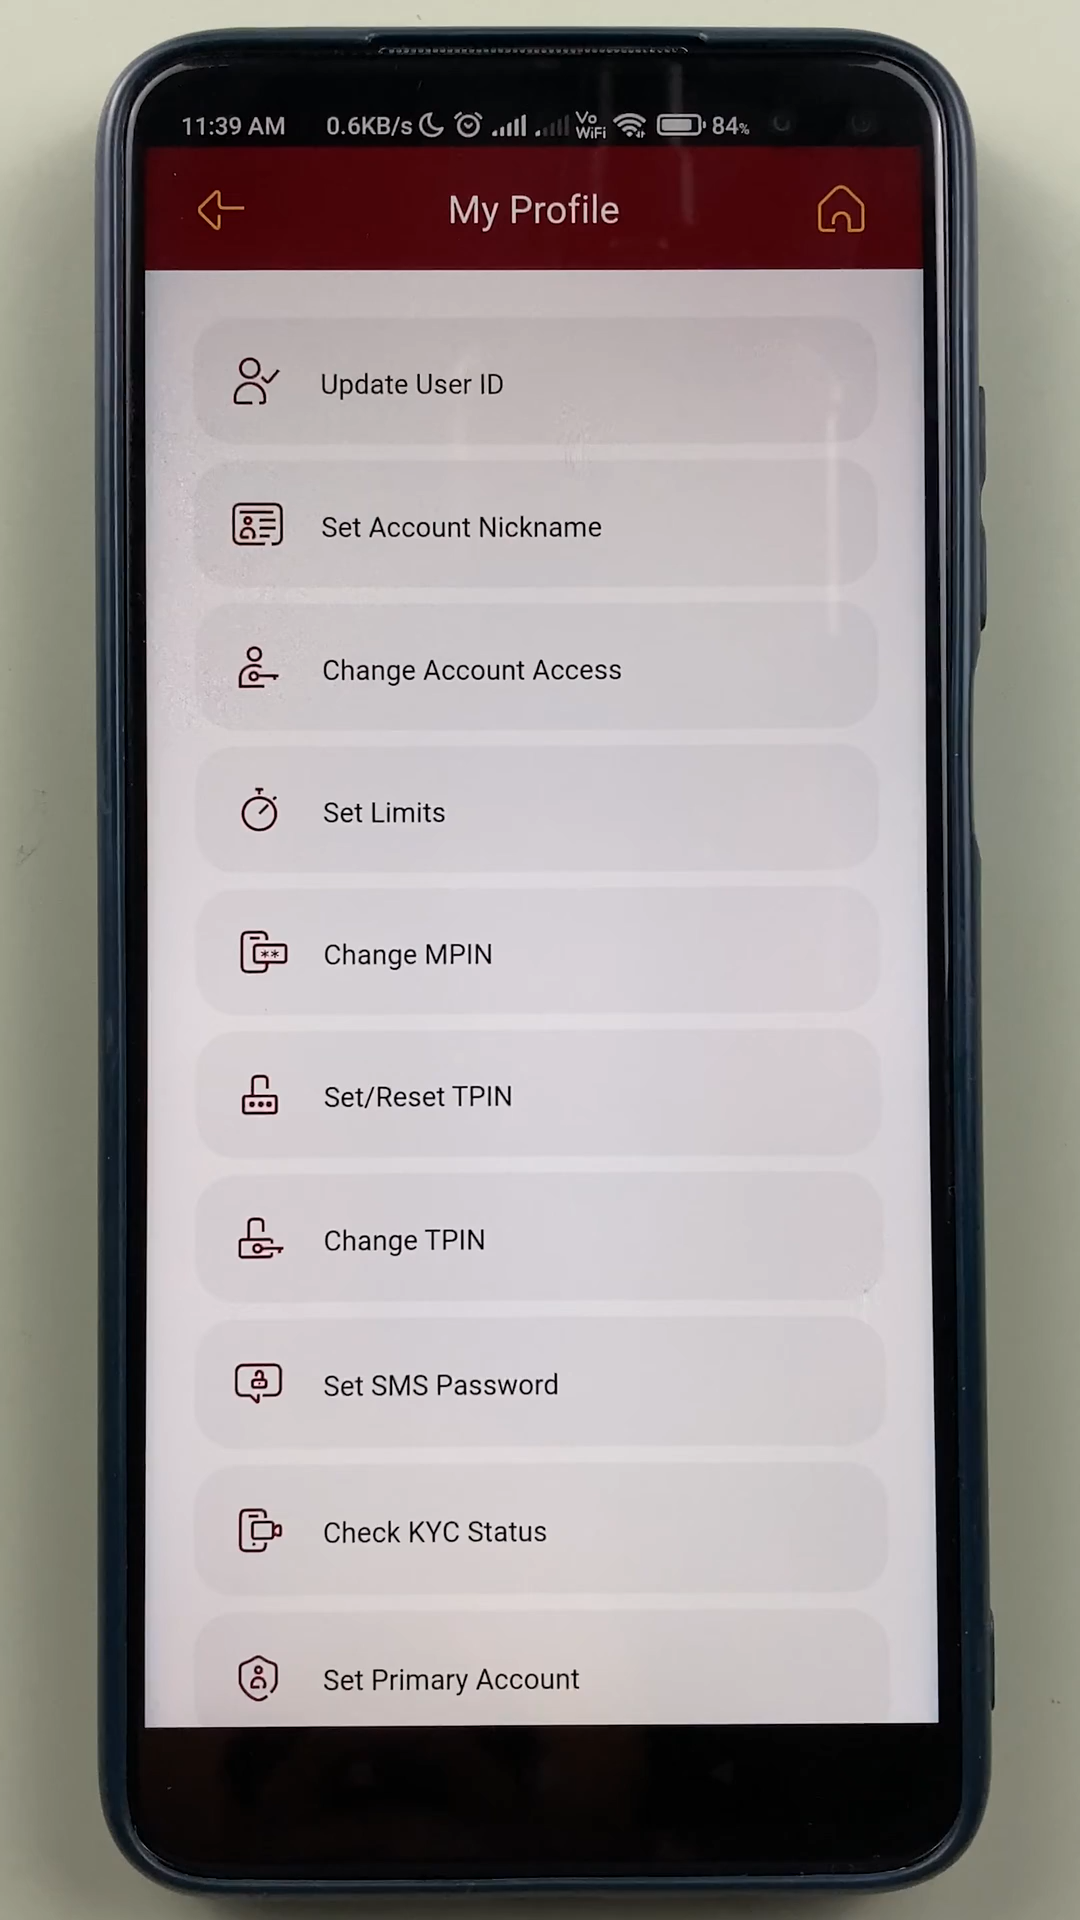 11:39 AM 0.6KB/s Vo WiFi 84%
My Profile
Update User ID
Set Account Nickname
Change Account Access
Set Limits
Change MPIN
Set/Reset TPIN
Change TPIN
Set SMS Password
Check KYC Status
Set Primary Account